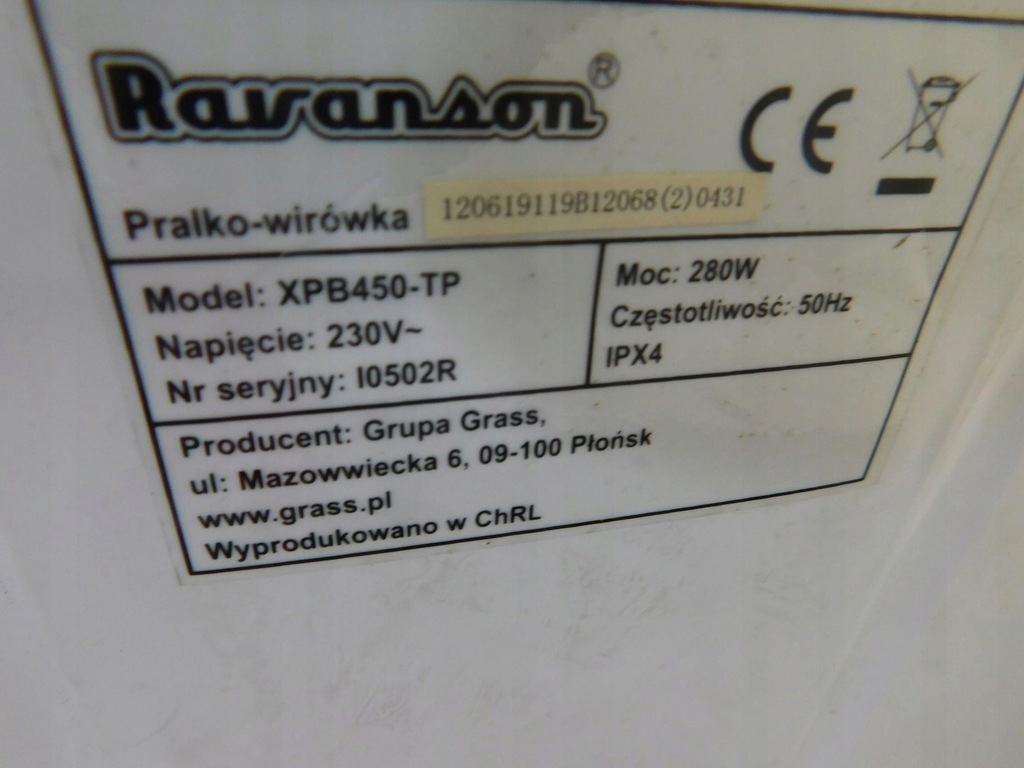 Ravanson®
CE
Pralko-wirówka 120619119B12068(2)0431
Model: XPB450-TP
Napięcie: 230V~
Nr seryjny: I0502R
Moc: 280W
Częstotliwość: 50Hz
IPX4
Producent: Grupa Grass,
ul: Mazowwiecka 6, 09-100 Płońsk
www.grass.pl
Wyprodukowano w ChRL